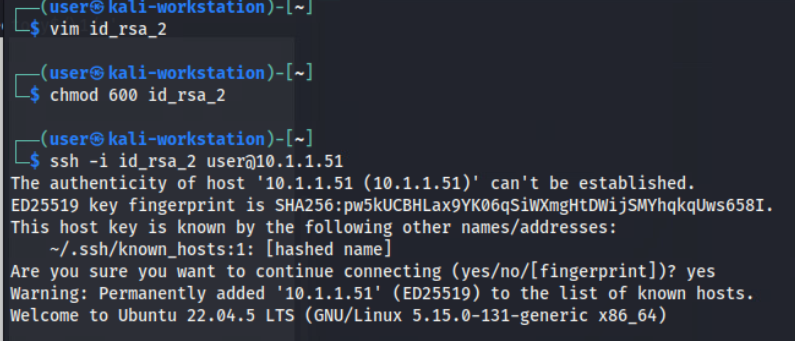 ┌──(user㉿kali-workstation)-[~]
└─$ vim id_rsa_2
┌──(user㉿kali-workstation)-[~]
└─$ chmod 600 id_rsa_2
┌──(user㉿kali-workstation)-[~]
└─$ ssh -i id_rsa_2 user@10.1.1.51
The authenticity of host '10.1.1.51 (10.1.1.51)' can't be established.
ED25519 key fingerprint is SHA256:pw5kUCBHLax9YK06qSiWXmgHtDWijSMYhqkqUws658I.
This host key is known by the following other names/addresses:
    ~/.ssh/known_hosts:1: [hashed name]
Are you sure you want to continue connecting (yes/no/[fingerprint])? yes
Warning: Permanently added '10.1.1.51' (ED25519) to the list of known hosts.
Welcome to Ubuntu 22.04.5 LTS (GNU/Linux 5.15.0-131-generic x86_64)